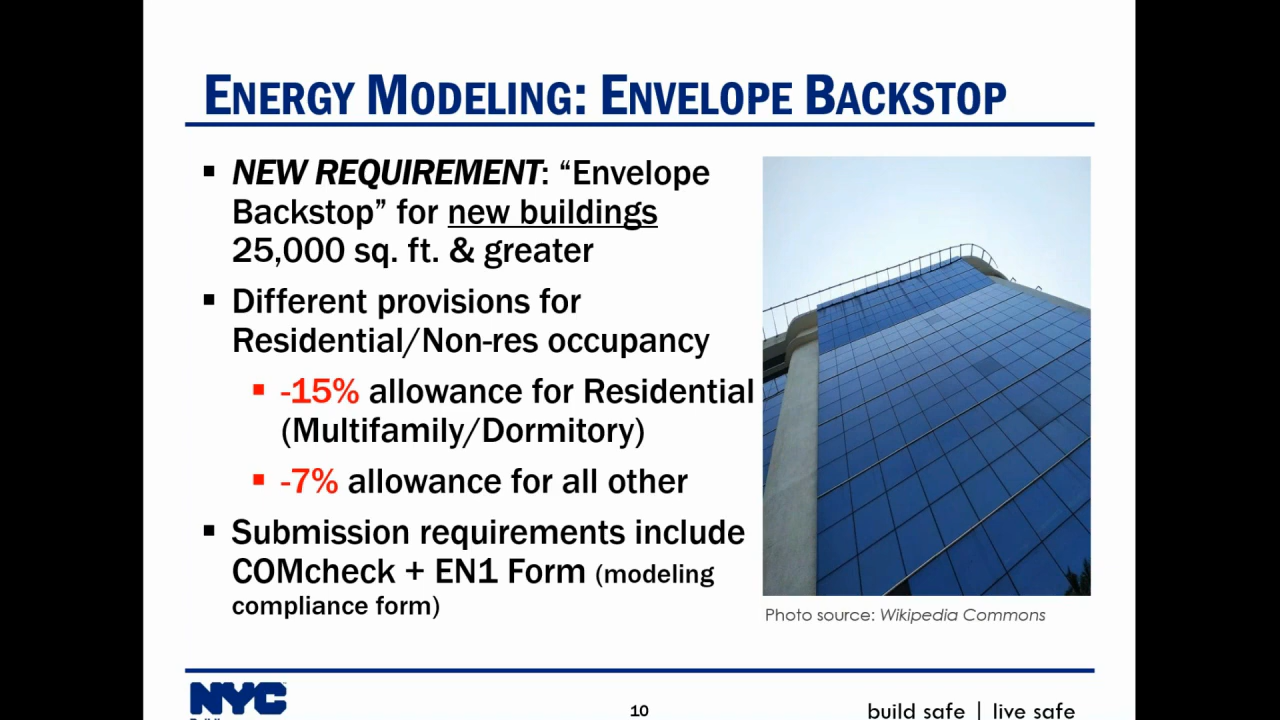 ENERGY MODELING: ENVELOPE BACKSTOP
NEW REQUIREMENT: “Envelope
Backstop” for new buildings
25,000 sq. ft. & greater
Different provisions for
Residential/Non-res occupancy
-15% allowance for Residential
(Multifamily/Dormitory)
-7% allowance for all other
Submission requirements include
COMcheck + EN1 Form (modeling
compliance form)
Photo source: Wikipedia Commons
NYC
10
build safe | live safe